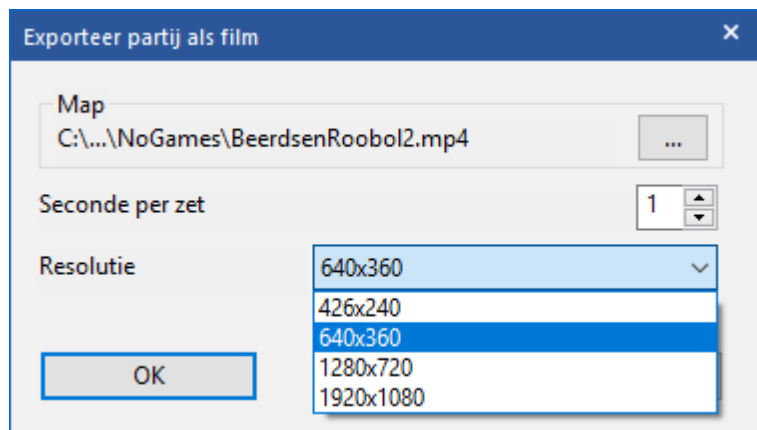 Exporteer partij als film ×
Map
C:\...\NoGames\BeerdsenRoobol2.mp4 ...
Seconde per zet 1
Resolutie 640x360
426x240
640x360
1280x720
1920x1080
OK